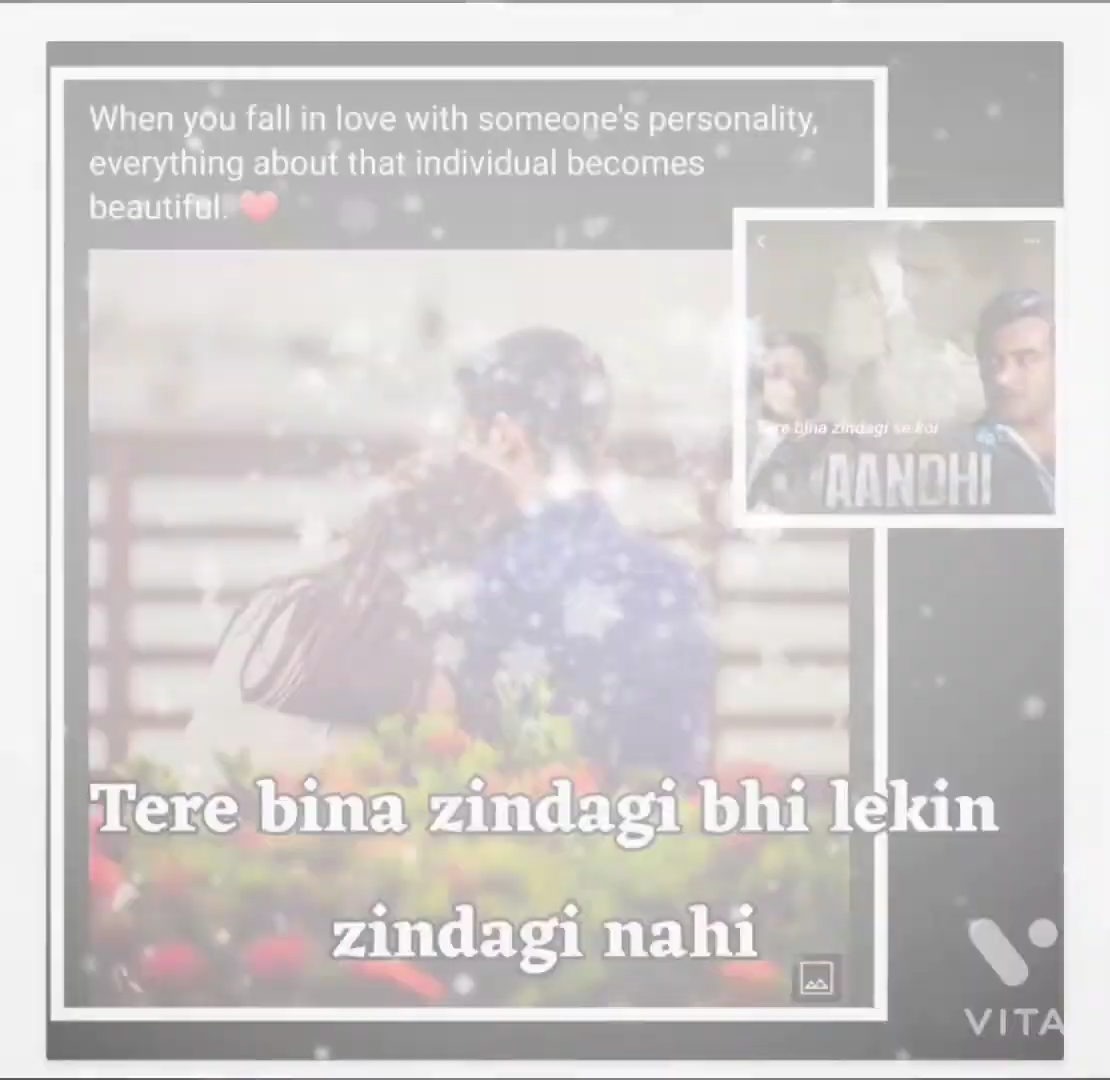 When you fall in love with someone's personality,
everything about that individual becomes
beautiful. ❤️
Tere bina zindagi se koi
AANDHI
Tere bina zindagi bhi lekin
zindagi nahi
VITA